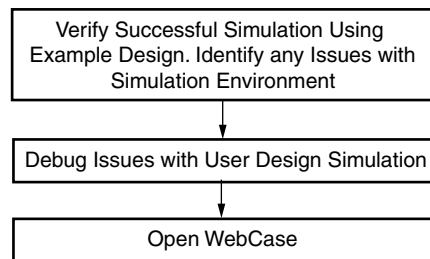 Verify Successful Simulation Using
Example Design. Identify any Issues with
Simulation Environment
Debug Issues with User Design Simulation
Open WebCase